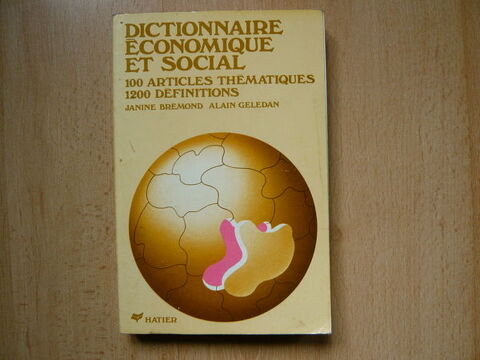 DICTIONNAIRE
ÉCONOMIQUE
ET SOCIAL
100 ARTICLES THÉMATIQUES
1200 DÉFINITIONS
JANINE BREMOND ALAIN GELEDAN
HATIER